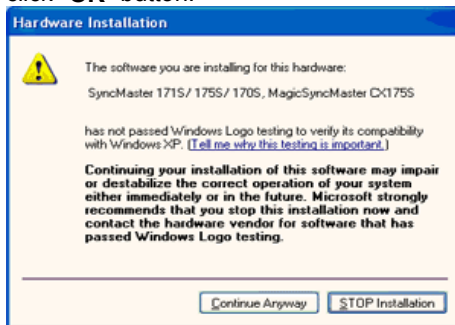 click "OK" button.
Hardware Installation
The software you are installing for this hardware:
SyncMaster 171S/ 175S/ 170S, MagicSyncMaster CX175S
has not passed Windows Logo testing to verify its compatibility
with Windows XP. (Tell me why this testing is important.)
Continuing your installation of this software may impair
or destabilize the correct operation of your system
either immediately or in the future. Microsoft strongly
recommends that you stop this installation now and
contact the hardware vendor for software that has
passed Windows Logo testing.
Continue Anyway
STOP Installation